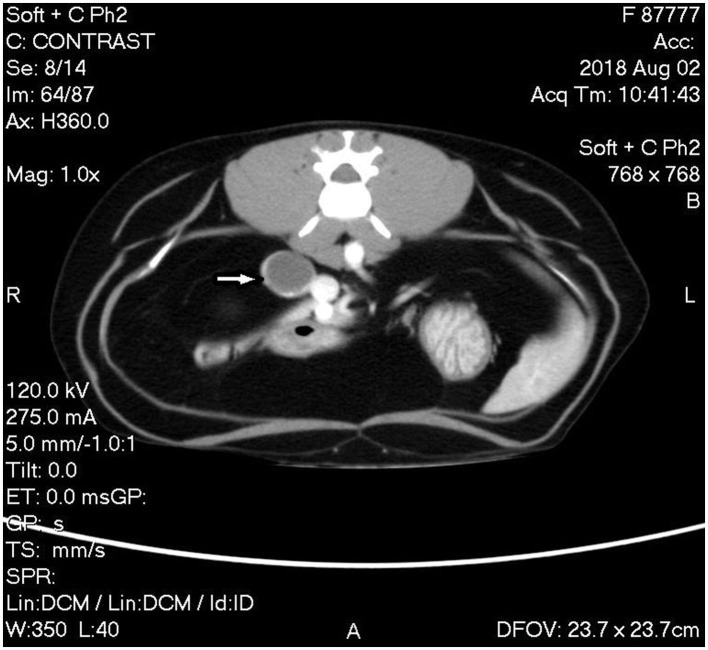 Soft + C Ph2
C: CONTRAST
Se: 8/14
Im: 64/87
Ax: H360.0
Mag: 1.0x
F 87777
Acc:
2018 Aug 02
Acq Tm: 10:41:43
Soft + C Ph2
768 x 768
B
R
L
120.0 kV
275.0 mA
5.0 mm/-1.0:1
Tilt: 0.0
ET: 0.0 msGP:
GP: s
TS: mm/s
SPR:
Lin:DCM / Lin:DCM / Id:ID
W:350 L:40
A
DFOV: 23.7 x 23.7cm